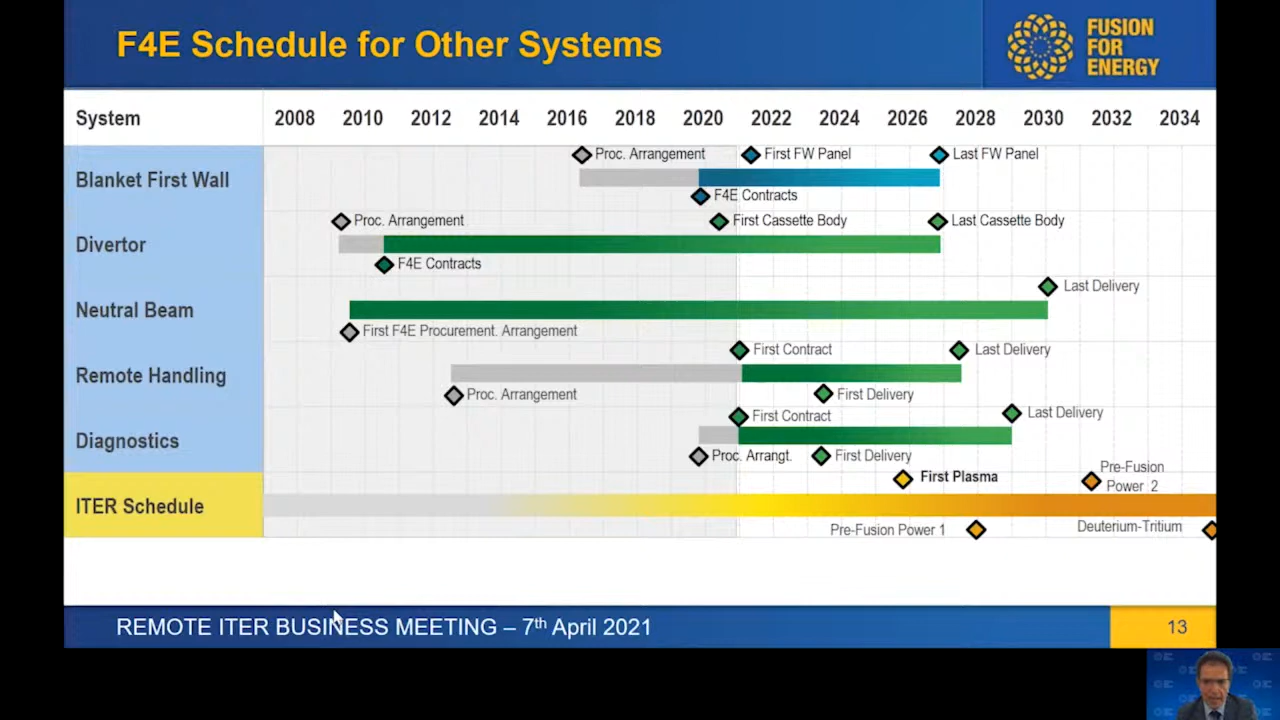 F4E Schedule for Other Systems
FUSION
FOR
ENERGY
System 2008 2010 2012 2014 2016 2018 2020 2022 2024 2026 2028 2030 2032 2034
Proc. Arrangement First FW Panel Last FW Panel
Blanket First Wall
F4E Contracts
Proc. Arrangement First Cassette Body Last Cassette Body
Divertor
F4E Contracts
Last Delivery
Neutral Beam
First F4E Procurement. Arrangement
First Contract Last Delivery
Remote Handling
Proc. Arrangement First Delivery
First Contract Last Delivery
Diagnostics
Proc. Arrangt. First Delivery
First Plasma Pre-Fusion
Power 2
ITER Schedule
Pre-Fusion Power 1 Deuterium-Tritium
REMOTE ITER BUSINESS MEETING – 7th April 2021
13